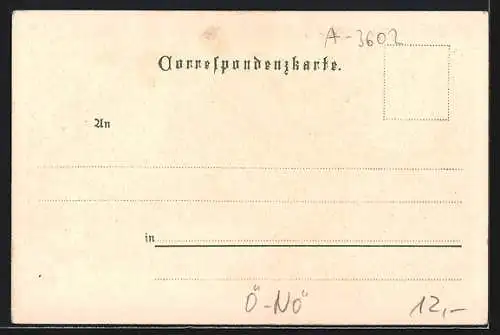 A-3602
Correspondenzkarte.
An
in
Ö-NÖ 12,-